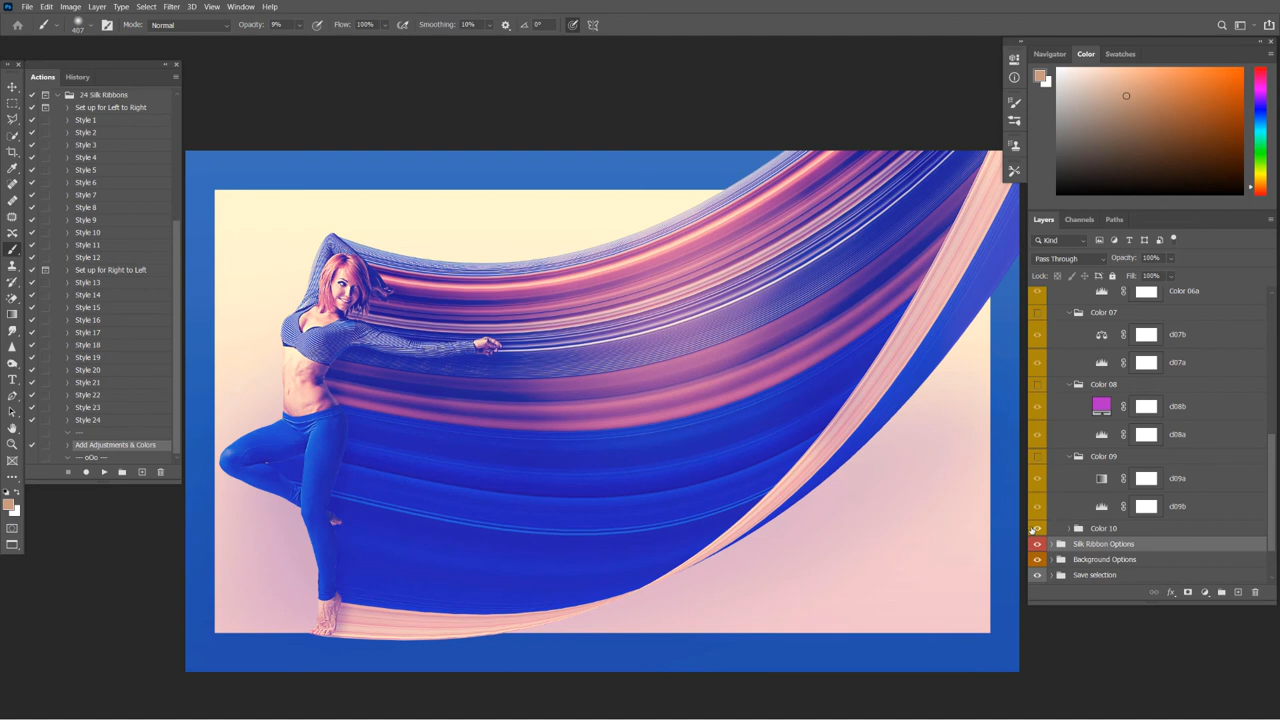 Ps File Edit Image Layer Type Select Filter 3D View Window Help
407 Mode: Normal Opacity: 9% Flow: 100% Smoothing: 10% 0°
Actions History
24 Silk Ribbons
Set up for Left to Right
Style 1
Style 2
Style 3
Style 4
Style 5
Style 6
Style 7
Style 8
Style 9
Style 10
Style 11
Style 12
Set up for Right to Left
Style 13
Style 14
Style 15
Style 16
Style 17
Style 18
Style 19
Style 20
Style 21
Style 22
Style 23
Style 24
---
Add Adjustments & Colors
--- oOo ---
Navigator Color Swatches
Layers Channels Paths
Kind
Pass Through Opacity: 100%
Lock: Fill: 100%
Color 06a
Color 07
d07b
d07a
Color 08
d08b
d08a
Color 09
d09a
d09b
Color 10
Silk Ribbon Options
Background Options
Save selection
fx